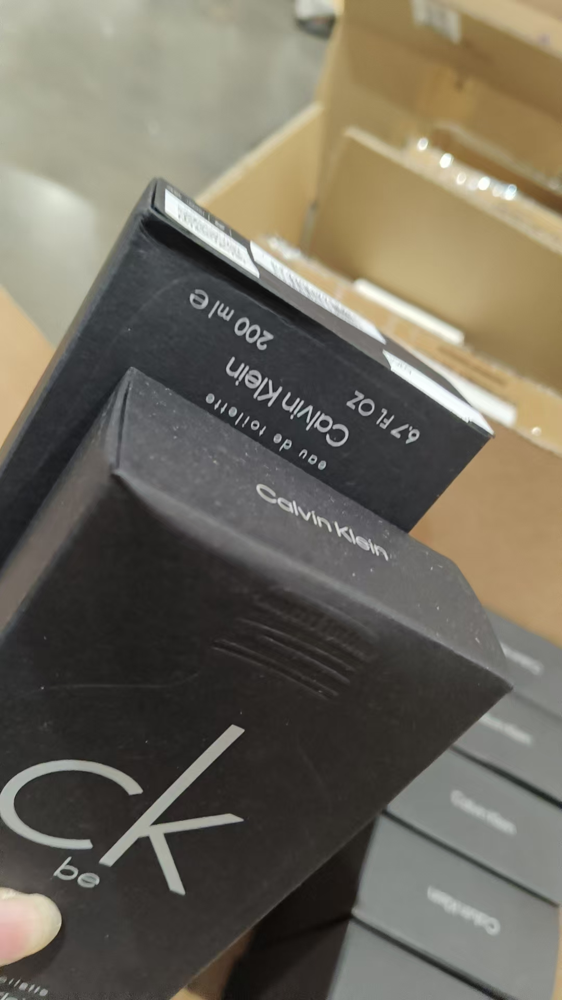 200 ml e
6.7 FL OZ
Calvin Klein
eau de toilette
Calvin Klein
ck
be
Calvin Klein
Calvin Klein